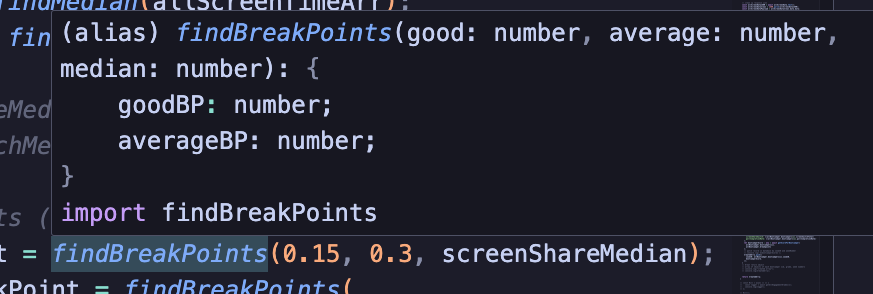 findMedian(allScreenTimeArr);
(alias) findBreakPoints(good: number, average: number,
find
median: number): {
goodBP: number;
eMed
averageBP: number;
chMe
}
ts (
import findBreakPoints
t = findBreakPoints(0.15, 0.3, screenShareMedian);
kPoint = findBreakPoints(